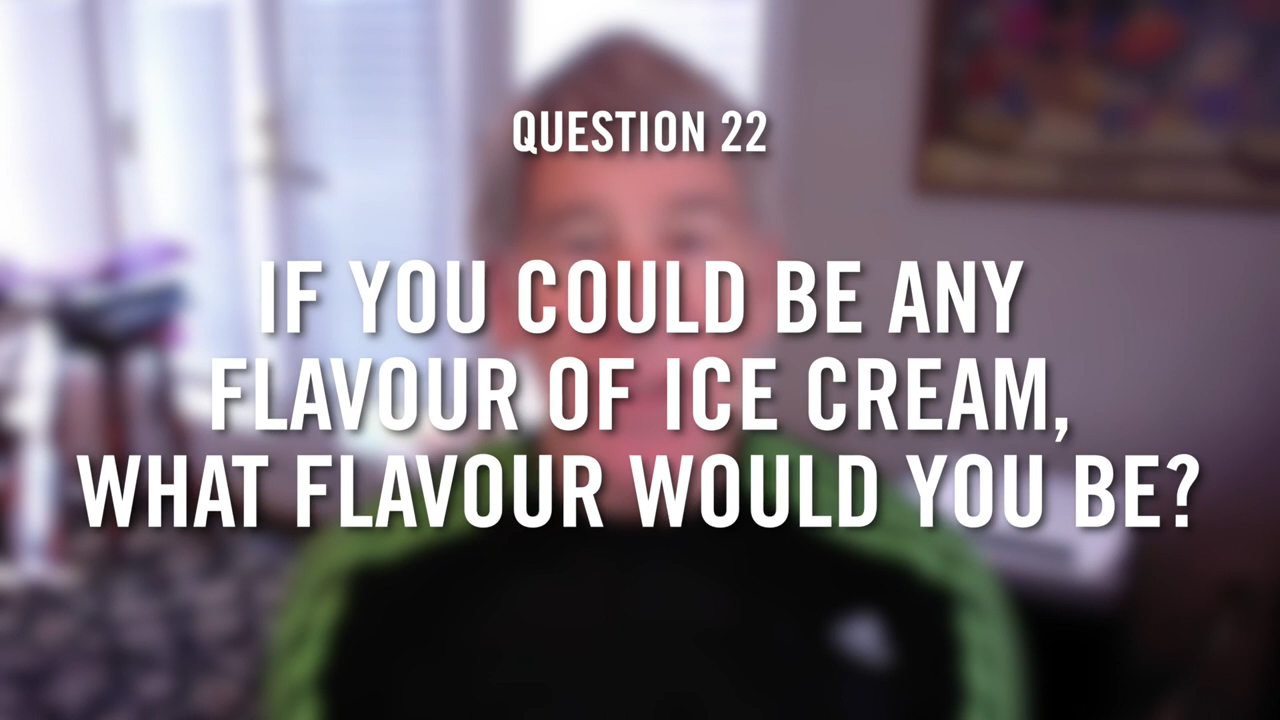 QUESTION 22
IF YOU COULD BE ANY
FLAVOUR OF ICE CREAM,
WHAT FLAVOUR WOULD YOU BE?